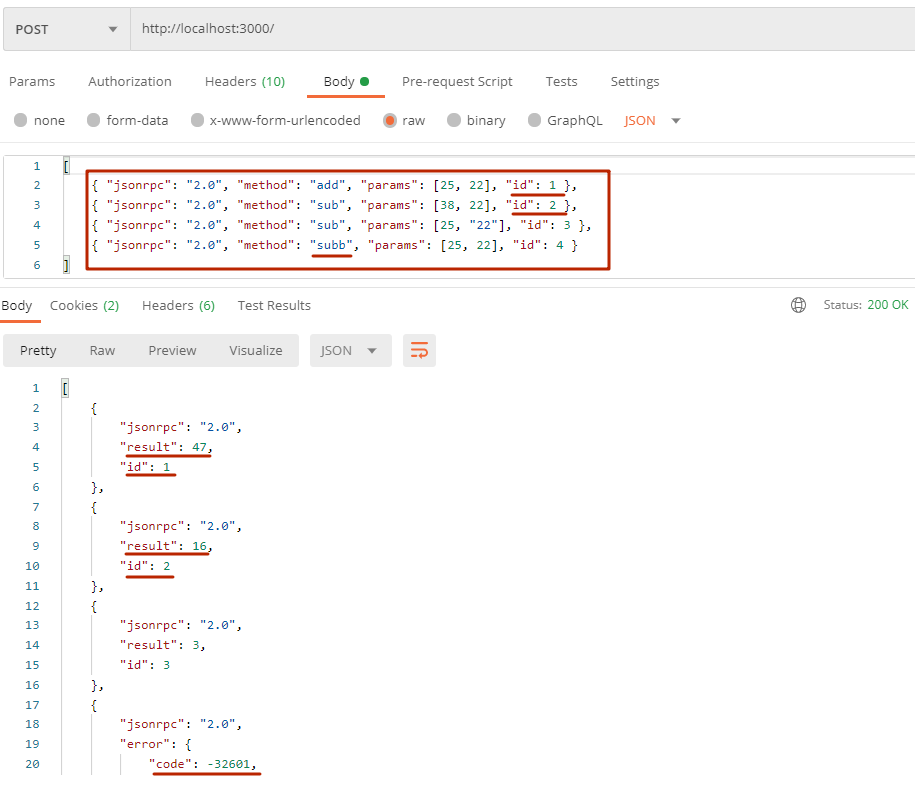 POST http://localhost:3000/
Params Authorization Headers (10) Body Pre-request Script Tests Settings
none form-data x-www-form-urlencoded raw binary GraphQL JSON
1 [
2 { "jsonrpc": "2.0", "method": "add", "params": [25, 22], "id": 1 },
3 { "jsonrpc": "2.0", "method": "sub", "params": [38, 22], "id": 2 },
4 { "jsonrpc": "2.0", "method": "sub", "params": [25, "22"], "id": 3 },
5 { "jsonrpc": "2.0", "method": "subb", "params": [25, 22], "id": 4 }
6 ]
Body Cookies (2) Headers (6) Test Results Status: 200 OK
Pretty Raw Preview Visualize JSON
1 [
2 {
3 "jsonrpc": "2.0",
4 "result": 47,
5 "id": 1
6 },
7 {
8 "jsonrpc": "2.0",
9 "result": 16,
10 "id": 2
11 },
12 {
13 "jsonrpc": "2.0",
14 "result": 3,
15 "id": 3
16 },
17 {
18 "jsonrpc": "2.0",
19 "error": {
20 "code": -32601,